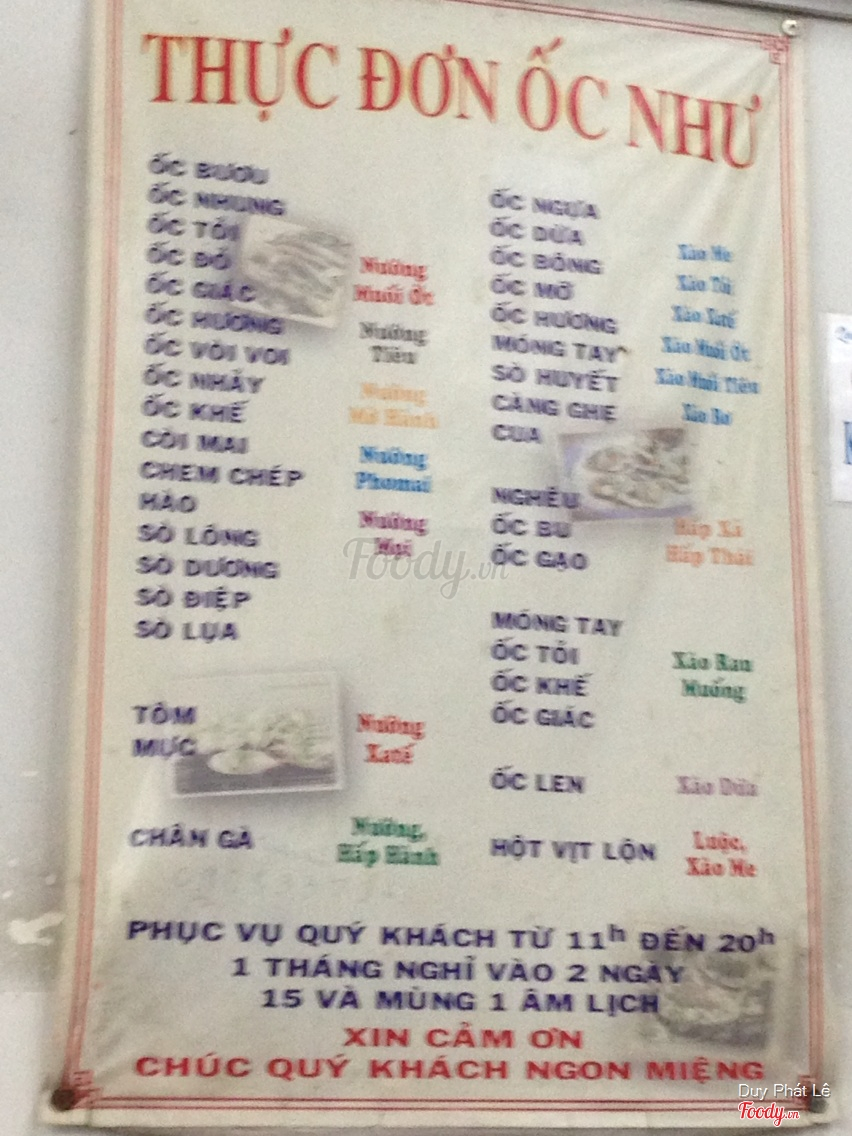 THỰC ĐƠN ỐC NHƯ
ỐC BƯƠU
ỐC NHUNG
ỐC TỎI
ỐC ĐỎ
ỐC GIÁC
ỐC HƯƠNG
ỐC VÒI VOI
ỐC NHẢY
ỐC KHẾ
CỒI MAI
CHEM CHÉP
HÀO
SÒ LÔNG
SÒ DƯƠNG
SÒ ĐIỆP
SÒ LỤA
Nướng
Muối Ớt
Nướng
Tiêu
Nướng
Mỡ Hành
Nướng
Phomai
Nướng
Mọi
TÔM
MỰC
Nướng
Xatế
CHÂN GÀ
Nướng,
Hấp Hành
ỐC NGỰA
ỐC DỪA
ỐC BÔNG
ỐC MỠ
ỐC HƯƠNG
MÓNG TAY
SÒ HUYẾT
CÀNG GHẸ
CUA
Xào Me
Xào Tỏi
Xào Xatế
Xào Muối Ớt
Xào Muối Tiêu
Xào Bơ
NGHÊU
ỐC BU
ỐC GẠO
Hấp Xả
Hấp Thái
MÓNG TAY
ỐC TỎI
ỐC KHẾ
ỐC GIÁC
Xào Rau
Muống
ỐC LEN
Xào Dừa
HỘT VỊT LỘN
Luộc,
Xào Me
PHỤC VỤ QUÝ KHÁCH TỪ 11h ĐẾN 20h
1 THÁNG NGHỈ VÀO 2 NGÀY
15 VÀ MÙNG 1 ÂM LỊCH
XIN CẢM ƠN
CHÚC QUÝ KHÁCH NGON MIỆNG
Foody.vn
Duy Phát Lê
Foody.vn